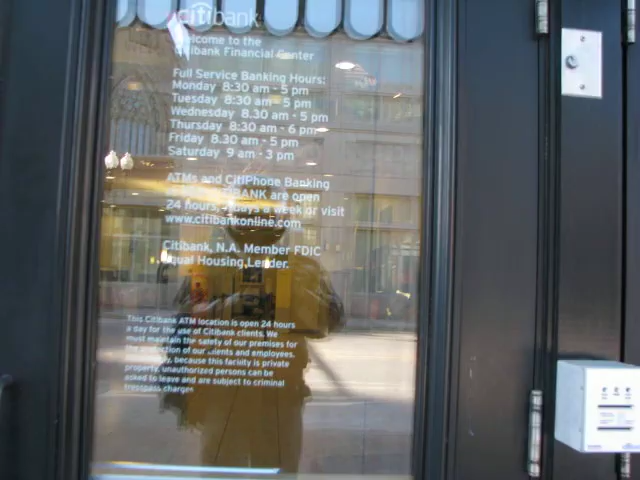 citibank
Welcome to the
Citibank Financial Center
Full Service Banking Hours:
Monday 8:30 am - 5 pm
Tuesday 8:30 am - 5 pm
Wednesday 8.30 am - 5 pm
Thursday 8:30 am - 6 pm
Friday 8.30 am - 5 pm
Saturday 9 am - 3 pm
ATMs and CitiPhone Banking
CITIBANK are open
24 hours, 7 days a week or visit
www.citibankonline.com
Citibank, N.A. Member FDIC
Equal Housing Lender.
This Citibank ATM location is open 24 hours
a day for the use of Citibank clients. We
must maintain the safety of our premises for
the protection of our clients and employees.
because this facility is private
property, unauthorized persons can be
asked to leave and are subject to criminal
trespass charges